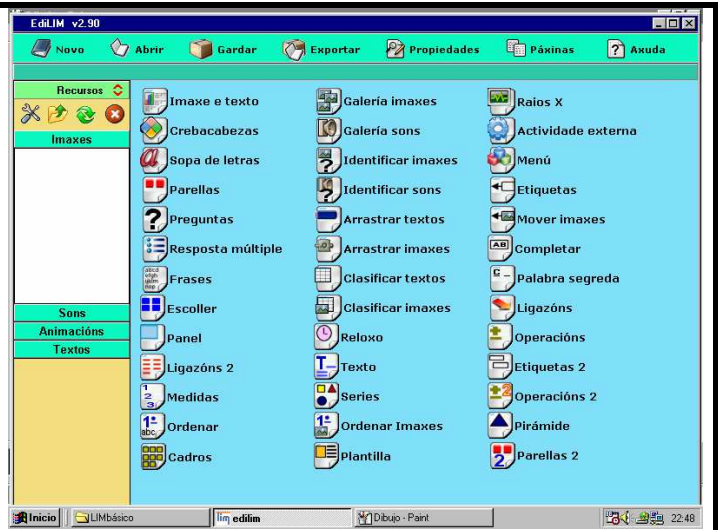 EdiLIM v2.90
Novo Abrir Gardar Exportar Propiedades Páxinas Axuda
Recursos
Imaxes
Sons
Animacións
Textos
Imaxe e texto Galería imaxes Raios X
Crebacabezas Galería sons Actividade externa
Sopa de letras Identificar imaxes Menú
Parellas Identificar sons Etiquetas
Preguntas Arrastrar textos Mover imaxes
Resposta múltiple Arrastrar imaxes Completar
Frases Clasificar textos Palabra segreda
Escoller Clasificar imaxes Ligazóns
Panel Reloxo Operacións
Ligazóns 2 Texto Etiquetas 2
Medidas Series Operacións 2
Ordenar Ordenar Imaxes Pirámide
Cadros Plantilla Parellas 2
Inicio LIMbásico lim edilim Dibujo - Paint 22:48